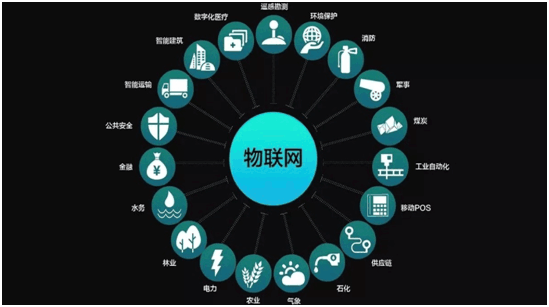 遥感勘测
环境保护
消防
军事
煤炭
工业自动化
移动POS
供应链
石化
气象
农业
电力
林业
水务
金融
公共安全
智能运输
智能建筑
数字化医疗
物联网